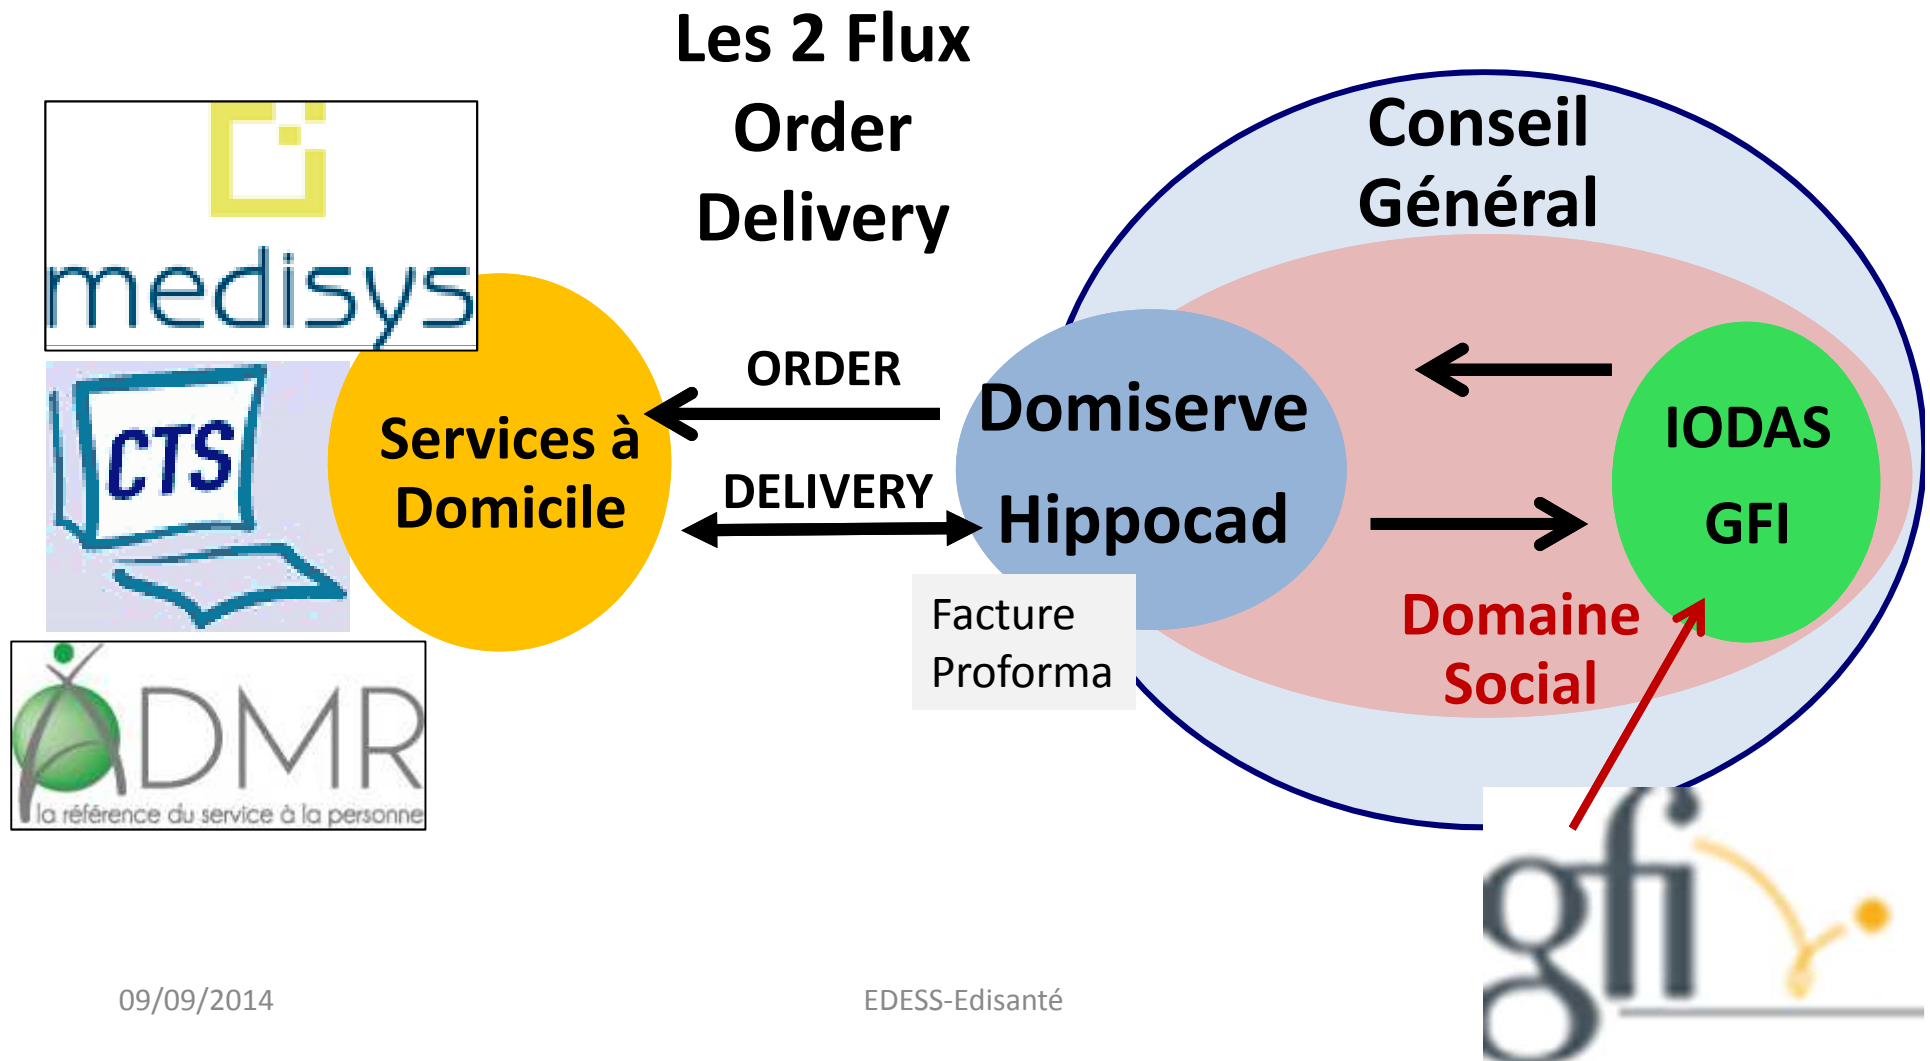 Les 2 Flux
Order
Delivery
Conseil
Général
medisys
CTS
ADMR
la référence du service à la personne
Services à
Domicile
ORDER
DELIVERY
Domiserve
Hippocad
Facture
Proforma
IODAS
GFI
Domaine
Social
gfi
09/09/2014
EDESS-Edisanté